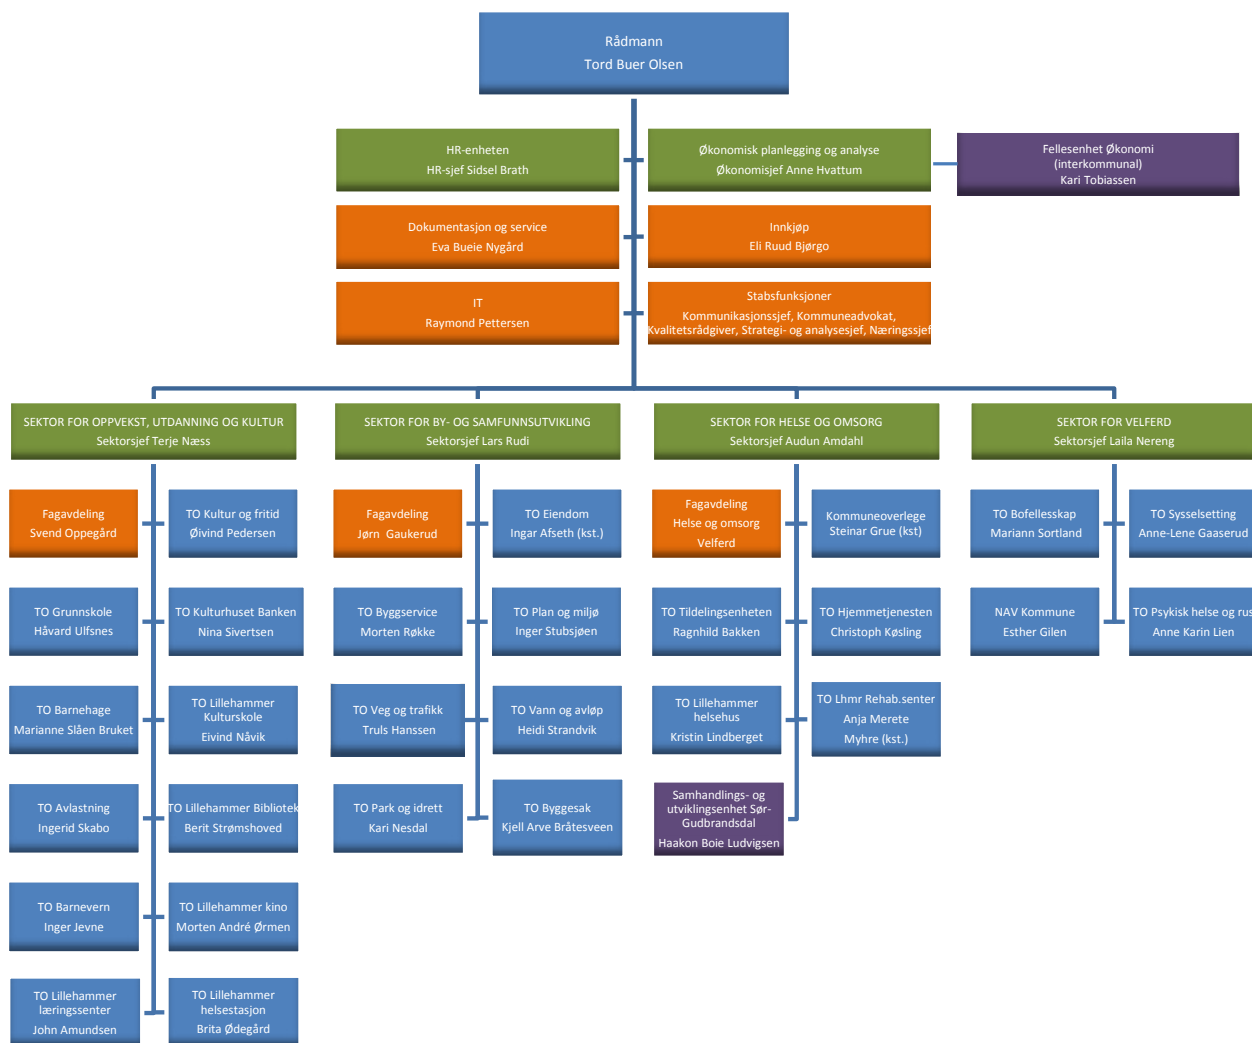 Rådmann
Tord Buer Olsen
HR-enheten
HR-sjef Sidsel Brath
Økonomisk planlegging og analyse
Økonomisjef Anne Hvattum
Fellesenhet Økonomi
(interkommunal)
Kari Tobiassen
Dokumentasjon og service
Eva Bueie Nygård
Innkjøp
Eli Ruud Bjørgo
IT
Raymond Pettersen
Stabsfunksjoner
Kommunikasjonssjef, Kommuneadvokat,
Kvalitetsrådgiver, Strategi- og analysesjef, Næringssjef
SEKTOR FOR OPPVEKST, UTDANNING OG KULTUR
Sektorsjef Terje Næss
SEKTOR FOR BY- OG SAMFUNNSUTVIKLING
Sektorsjef Lars Rudi
SEKTOR FOR HELSE OG OMSORG
Sektorsjef Audun Amdahl
SEKTOR FOR VELFERD
Sektorsjef Laila Nereng
Fagavdeling
Svend Oppegård
TO Kultur og fritid
Øivind Pedersen
TO Grunnskole
Håvard Ulfsnes
TO Kulturhuset Banken
Nina Sivertsen
TO Barnehage
Marianne Slåen Bruket
TO Lillehammer
Kulturskole
Eivind Nåvik
TO Avlastning
Ingerid Skabo
TO Lillehammer Bibliotek
Berit Strømshoved
TO Barnevern
Inger Jevne
TO Lillehammer kino
Morten André Ørmen
TO Lillehammer
læringssenter
John Amundsen
TO Lillehammer
helsestasjon
Brita Ødegård
Fagavdeling
Jørn Gaukerud
TO Eiendom
Ingar Afseth (kst.)
TO Byggservice
Morten Røkke
TO Plan og miljø
Inger Stubsjøen
TO Veg og trafikk
Truls Hanssen
TO Vann og avløp
Heidi Strandvik
TO Park og idrett
Kari Nesdal
TO Byggesak
Kjell Arve Bråtesveen
Fagavdeling
Helse og omsorg
Velferd
Kommuneoverlege
Steinar Grue (kst)
TO Tildelingsenheten
Ragnhild Bakken
TO Hjemmetjenesten
Christoph Køsling
TO Lillehammer
helsehus
Kristin Lindberget
TO Lhmr Rehab.senter
Anja Merete
Myhre (kst.)
Samhandlings- og
utviklingsenhet Sør-
Gudbrandsdal
Haakon Boie Ludvigsen
TO Bofellesskap
Mariann Sortland
TO Sysselsetting
Anne-Lene Gaaserud
NAV Kommune
Esther Gilen
TO Psykisk helse og rus
Anne Karin Lien